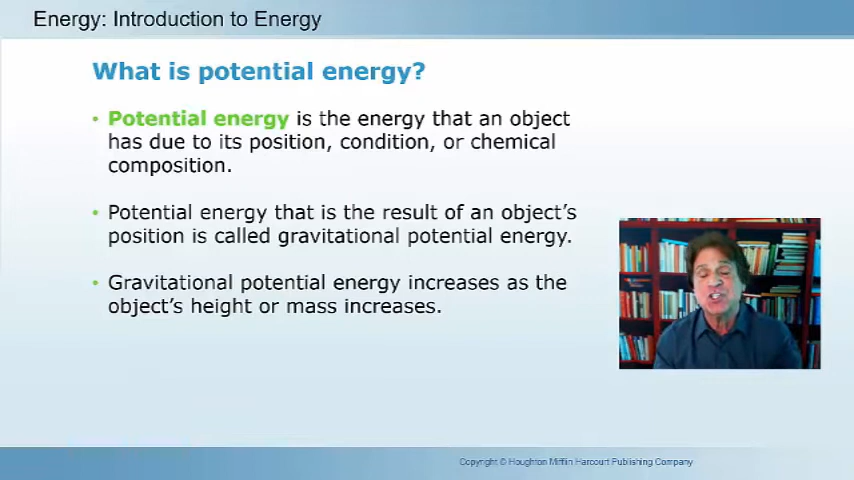 Energy: Introduction to Energy
What is potential energy?
• Potential energy is the energy that an object
has due to its position, condition, or chemical
composition.
• Potential energy that is the result of an object's
position is called gravitational potential energy.
• Gravitational potential energy increases as the
object's height or mass increases.
Copyright © Houghton Mifflin Harcourt Publishing Company